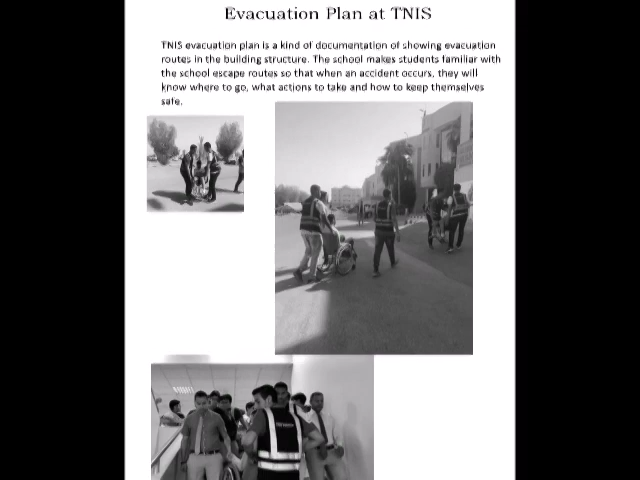 Evacuation Plan at TNIS
TNIS evacuation plan is a kind of documentation of showing evacuation
routes in the building structure. The school makes students familiar with
the school escape routes so that when an accident occurs, they will
know where to go, what actions to take and how to keep themselves
safe.